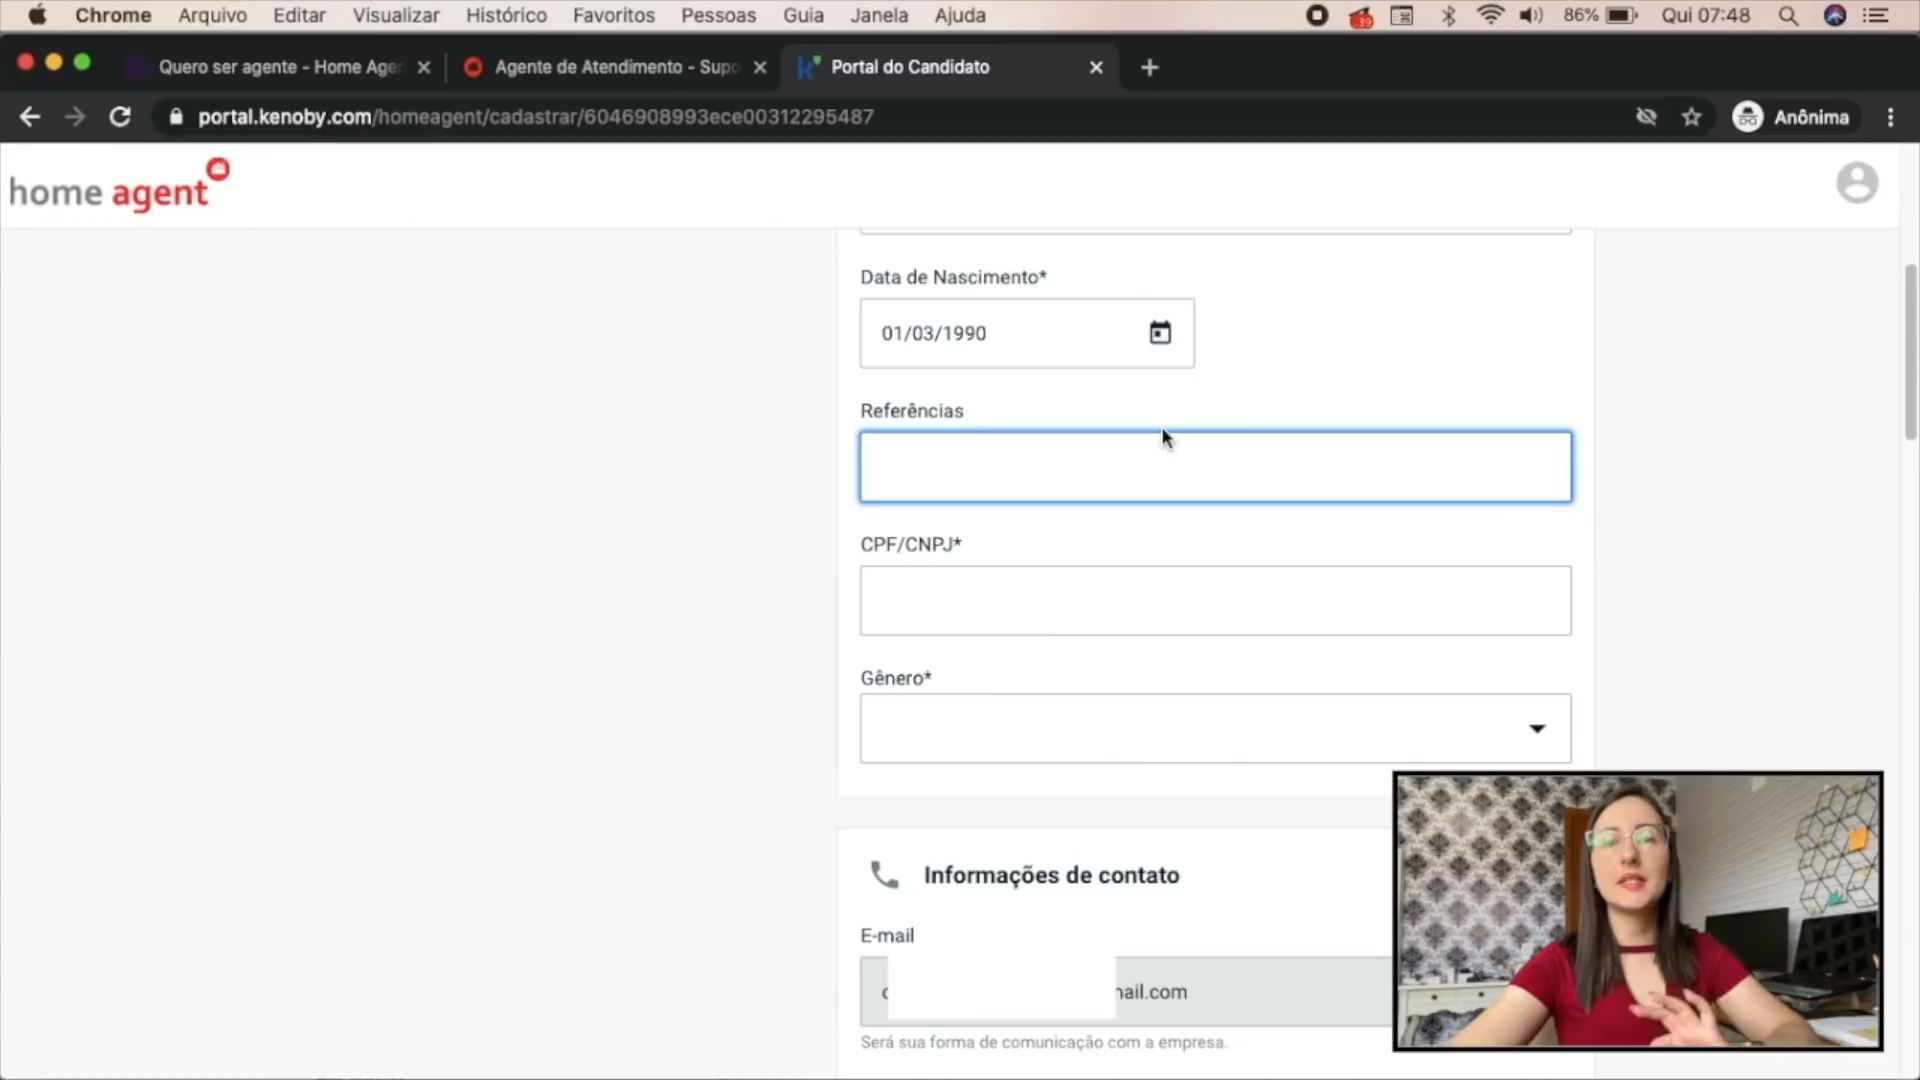 Chrome Arquivo Editar Visualizar Histórico Favoritos Pessoas Guia Janela Ajuda 39 86% Qui 07:48
Quero ser agente - Home Agen Agente de Atendimento - Supo Portal do Candidato
portal.kenoby.com/homeagent/cadastrar/6046908993ece00312295487 Anônima
home agent
Data de Nascimento*
01/03/1990
Referências
CPF/CNPJ*
Gênero*
Informações de contato
E-mail
nail.com
Será sua forma de comunicação com a empresa.